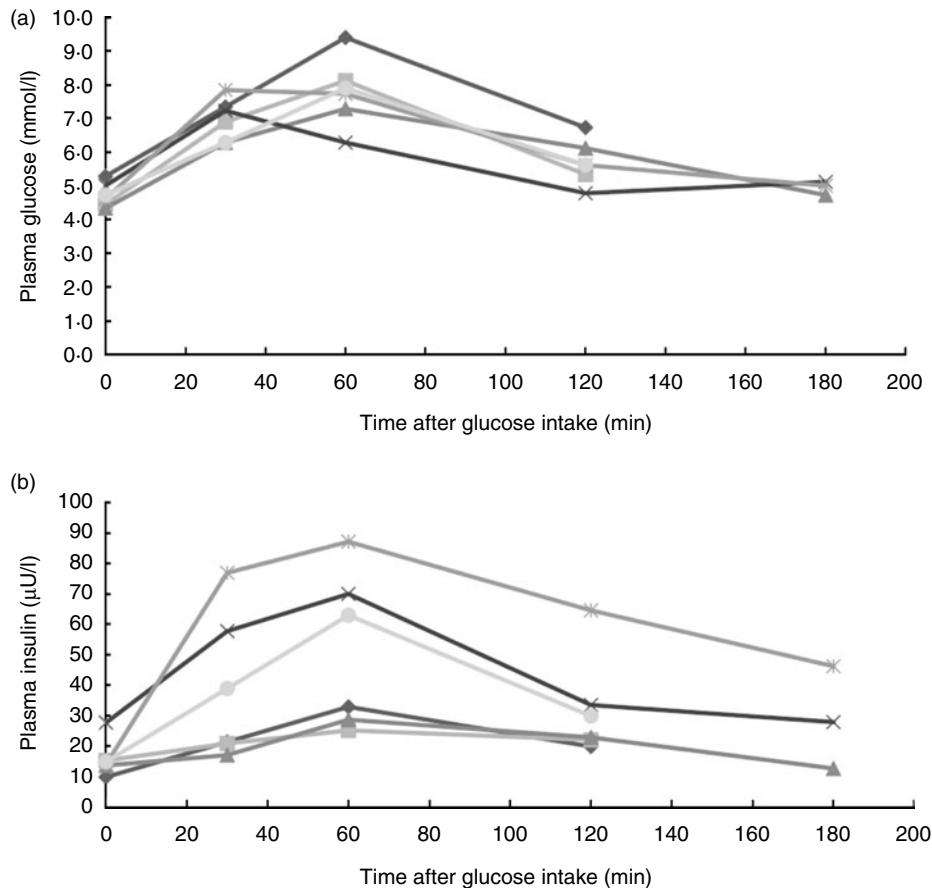 (a)
10·0
9·0
8·0
7·0
6·0
5·0
4·0
3·0
2·0
1·0
0·0
Plasma glucose (mmol/l)
0 20 40 60 80 100 120 140 160 180 200
Time after glucose intake (min)
(b)
100
90
80
70
60
50
40
30
20
10
0
Plasma insulin (μU/l)
0 20 40 60 80 100 120 140 160 180 200
Time after glucose intake (min)